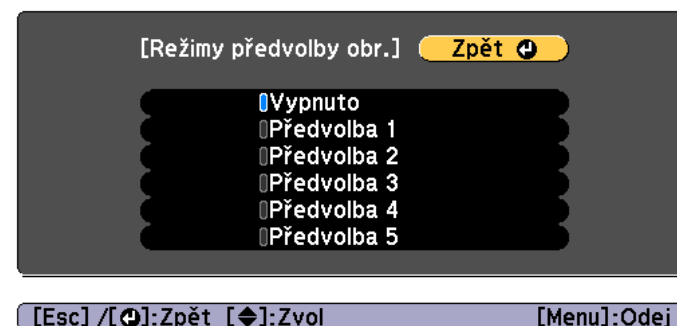 [Režimy předvolby obr.] Zpět
Vypnuto
Předvolba 1
Předvolba 2
Předvolba 3
Předvolba 4
Předvolba 5
[Esc] /[]:Zpět []:Zvol [Menu]:Odej